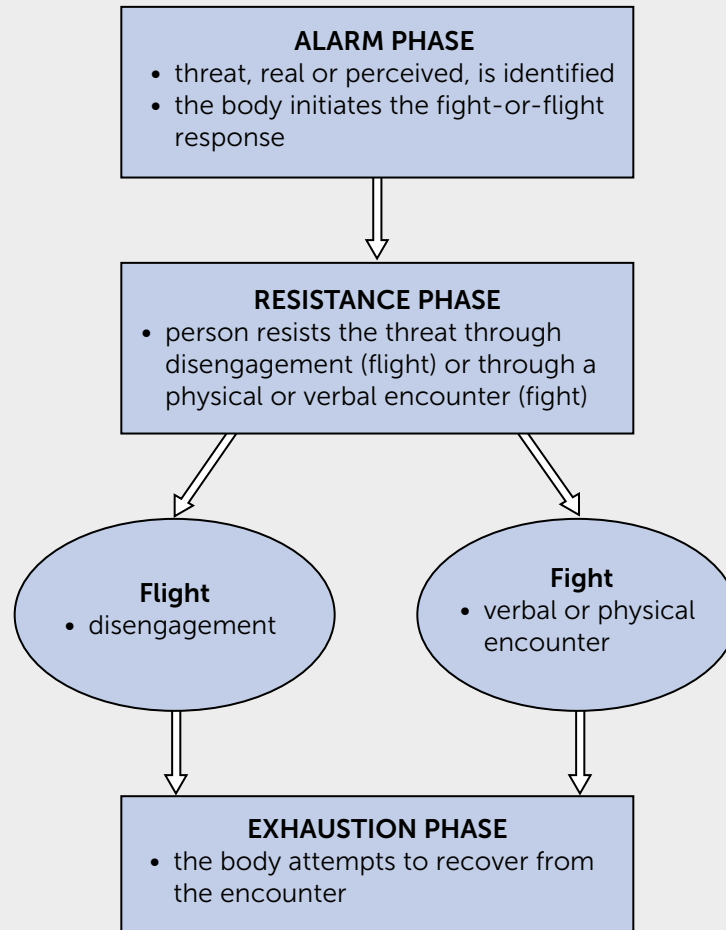 ALARM PHASE
• threat, real or perceived, is identified
• the body initiates the fight-or-flight
response
RESISTANCE PHASE
• person resists the threat through
disengagement (flight) or through a
physical or verbal encounter (fight)
Flight
• disengagement
Fight
• verbal or physical
encounter
EXHAUSTION PHASE
• the body attempts to recover from
the encounter